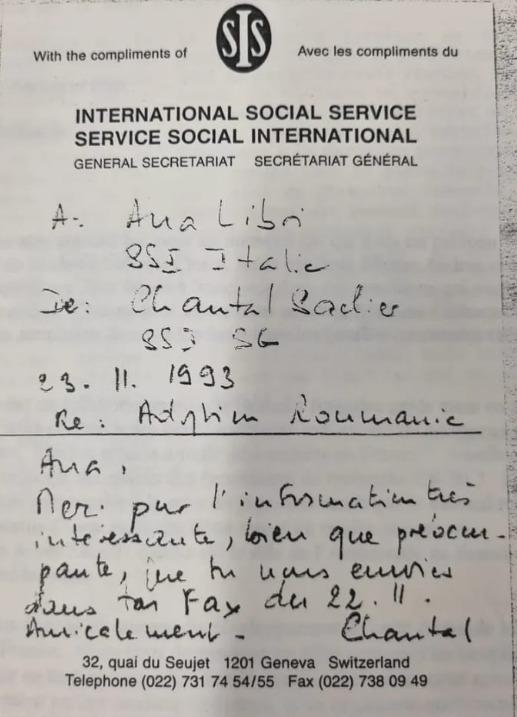 With the compliments of
SIS
Avec les compliments du
INTERNATIONAL SOCIAL SERVICE
SERVICE SOCIAL INTERNATIONAL
GENERAL SECRETARIAT SECRÉTARIAT GÉNÉRAL
A: Ana Libri
SSI Italie
De: Chantal Saclier
SSI SG
23. 11. 1993
Re: Adoption Roumanie
Ana,
Merci pour l'information très
intéressante, bien que préoccu-
pante, que tu nous envoies
dans ton Fax du 22.11.
Amicalement - Chantal
32, quai du Seujet 1201 Geneva Switzerland
Telephone (022) 731 74 54/55 Fax (022) 738 09 49